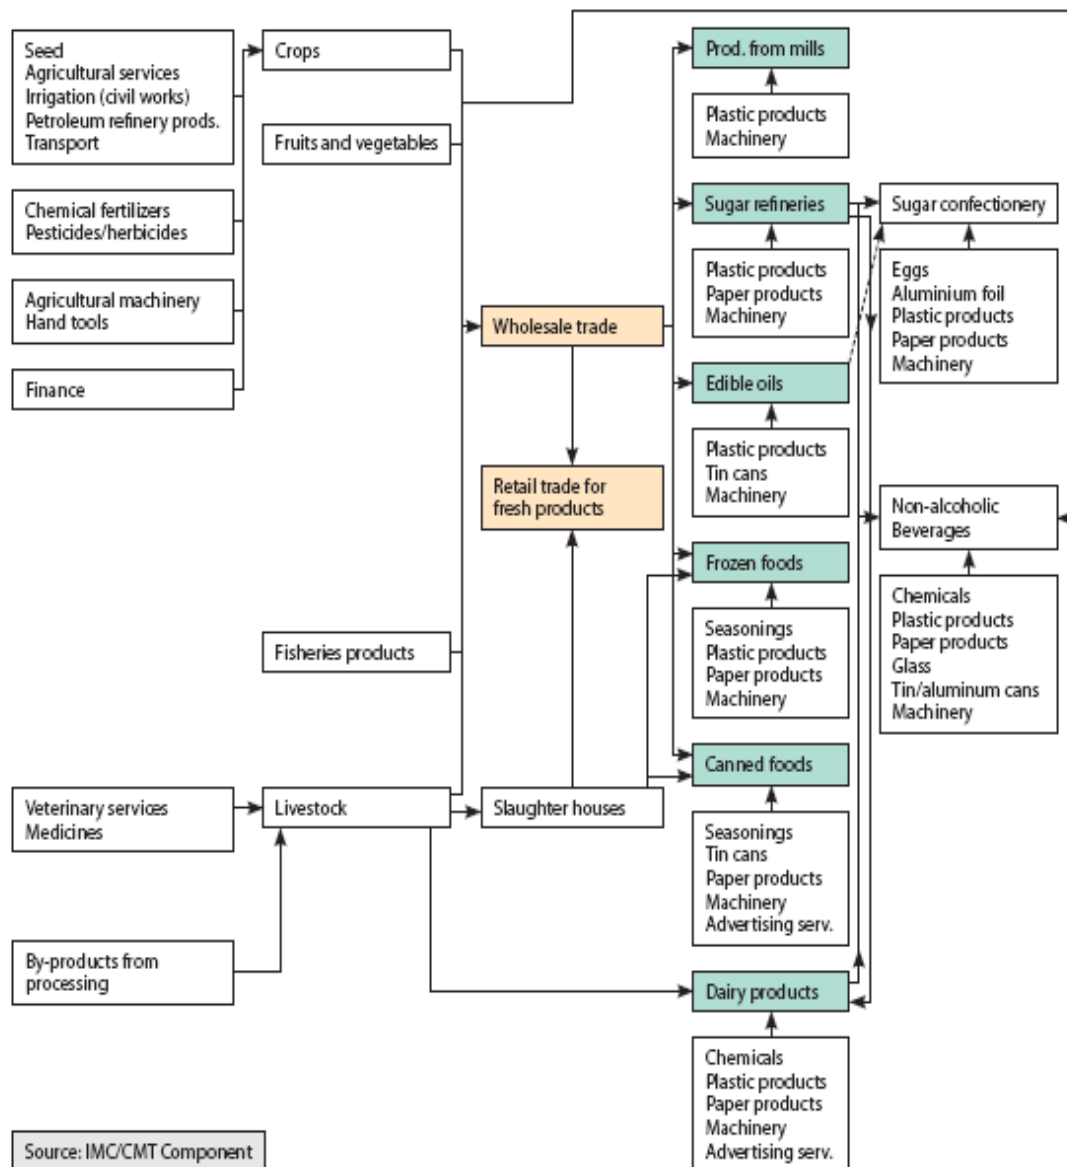 Seed
Agricultural services
Irrigation (civil works)
Petroleum refinery prods.
Transport
Chemical fertilizers
Pesticides/herbicides
Agricultural machinery
Hand tools
Finance
Veterinary services
Medicines
By-products from
processing
Crops
Fruits and vegetables
Fisheries products
Livestock
Wholesale trade
Retail trade for
fresh products
Slaughter houses
Prod. from mills
Plastic products
Machinery
Sugar refineries
Plastic products
Paper products
Machinery
Edible oils
Plastic products
Tin cans
Machinery
Frozen foods
Seasonings
Plastic products
Paper products
Machinery
Canned foods
Seasonings
Tin cans
Paper products
Machinery
Advertising serv.
Dairy products
Chemicals
Plastic products
Paper products
Machinery
Advertising serv.
Sugar confectionery
Eggs
Aluminium foil
Plastic products
Paper products
Machinery
Non-alcoholic
Beverages
Chemicals
Plastic products
Paper products
Glass
Tin/aluminum cans
Machinery
Source: IMC/CMT Component